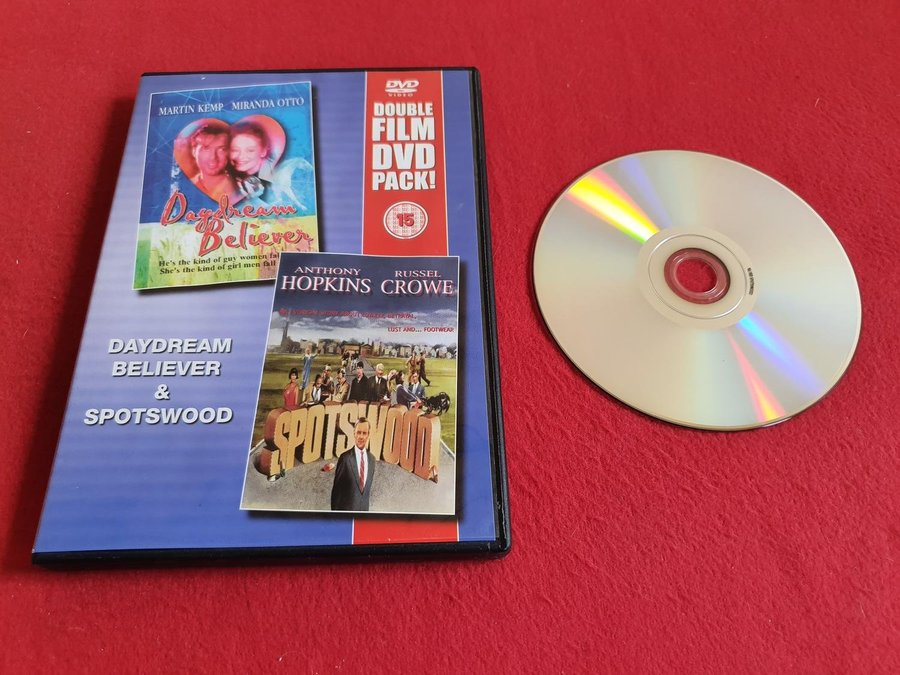 MARTIN KEMP MIRANDA OTTO
Daydream
Believer
He's the kind of guy women fal
She's the kind of girl men fall
DVD
VIDEO
DOUBLE
FILM
DVD
PACK!
15
ANTHONY RUSSEL
HOPKINS CROWE
LUST AND... FOOTWEAR
SPOTSWOOD
DAYDREAM
BELIEVER
&
SPOTSWOOD